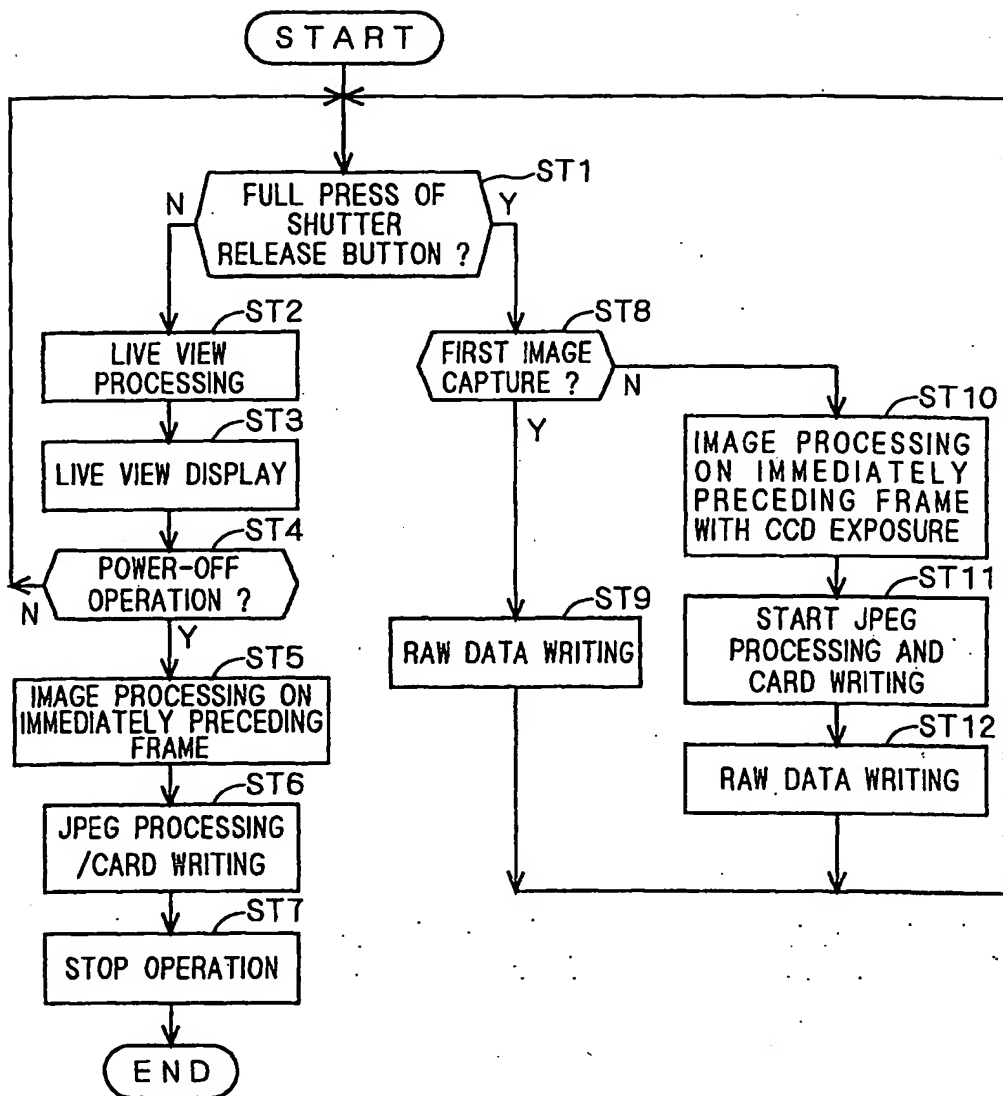 START
ST1
FULL PRESS OF
SHUTTER
RELEASE BUTTON ?
N
Y
ST2
LIVE VIEW
PROCESSING
ST3
LIVE VIEW DISPLAY
ST4
POWER-OFF
OPERATION ?
N
Y
ST5
IMAGE PROCESSING ON
IMMEDIATELY PRECEDING
FRAME
ST6
JPEG PROCESSING
/CARD WRITING
ST7
STOP OPERATION
END
ST8
FIRST IMAGE
CAPTURE ?
N
Y
ST9
RAW DATA WRITING
ST10
IMAGE PROCESSING
ON IMMEDIATELY
PRECEDING FRAME
WITH CCD EXPOSURE
ST11
START JPEG
PROCESSING AND
CARD WRITING
ST12
RAW DATA WRITING